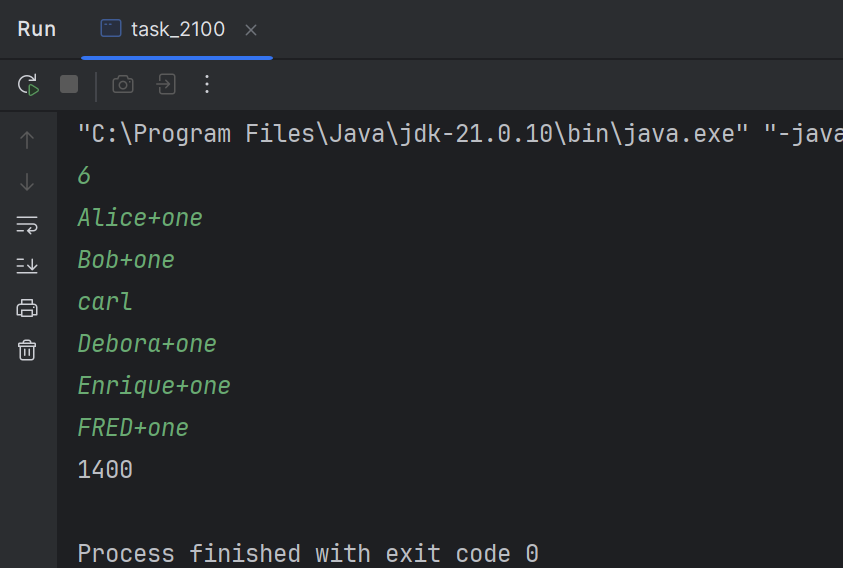 Run task_2100
"C:\Program Files\Java\jdk-21.0.10\bin\java.exe" "-java
6
Alice+one
Bob+one
carl
Debora+one
Enrique+one
FRED+one
1400
Process finished with exit code 0